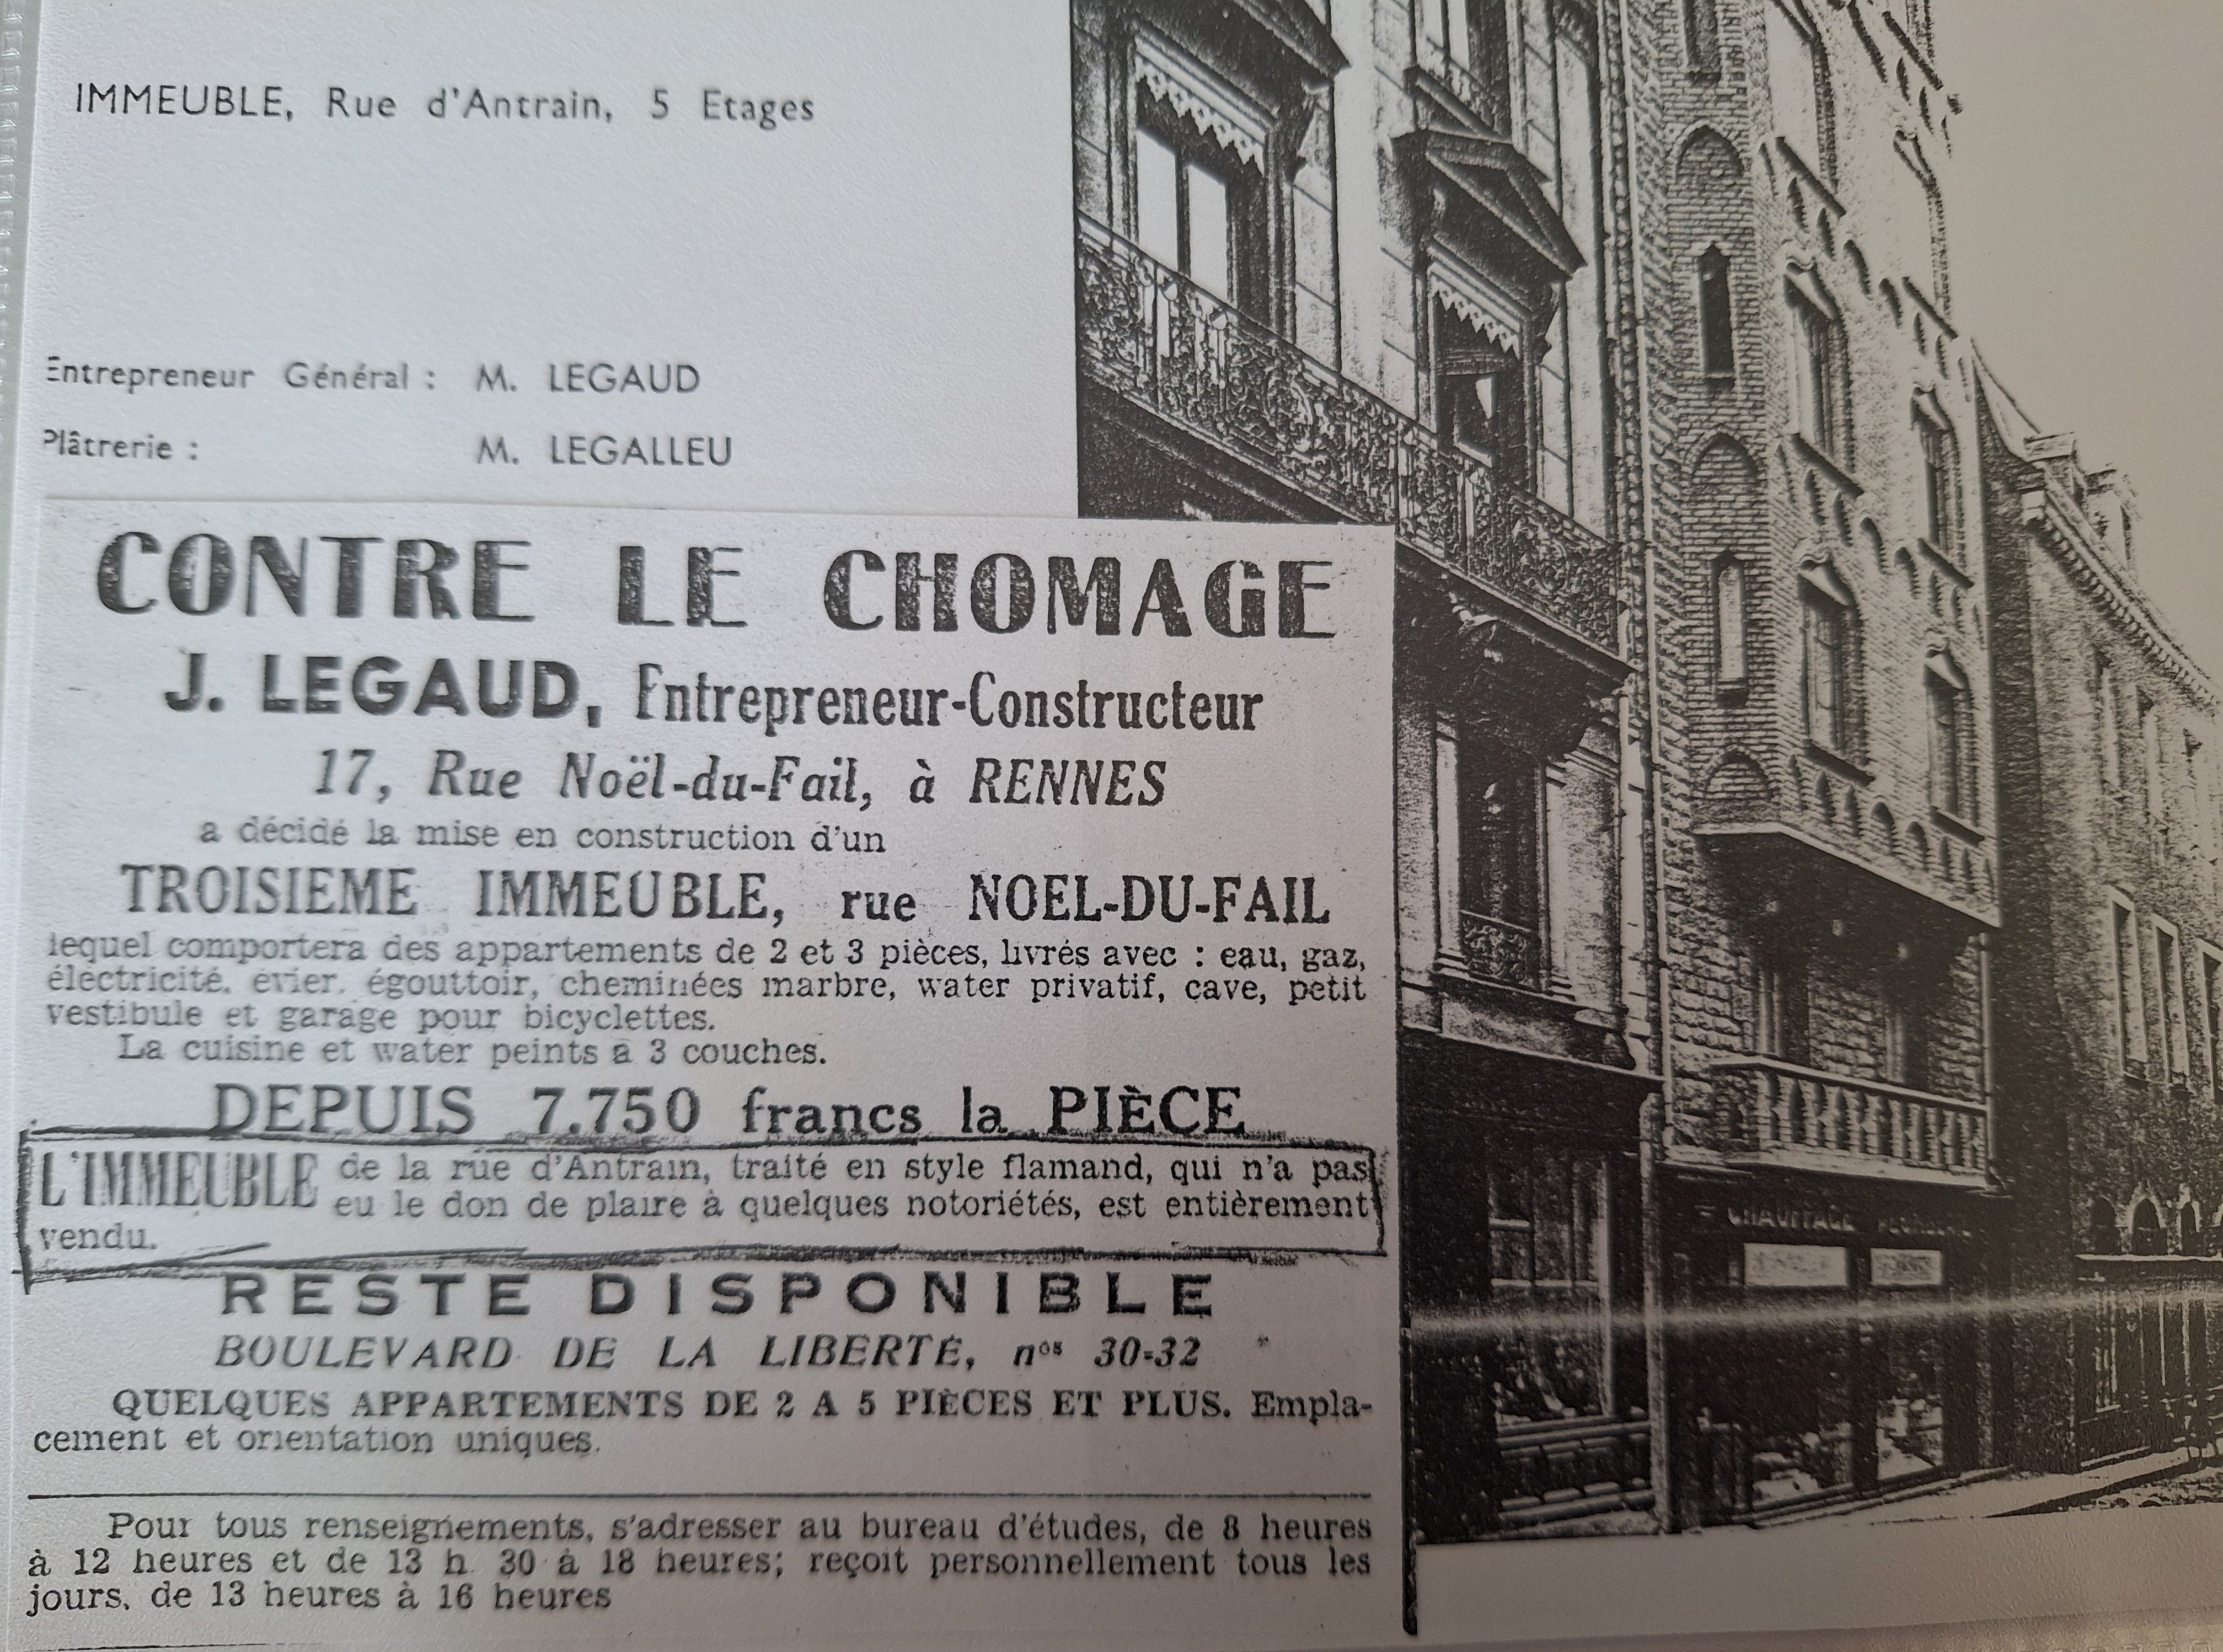 IMMEUBLE, Rue d'Antrain, 5 Etages
Entrepreneur Général : M. LEGAUD
Plâtrerie : M. LEGALLEU
CONTRE LE CHOMAGE
J. LEGAUD, Entrepreneur-Constructeur
17, Rue Noël-du-Fail, à RENNES
a décidé la mise en construction d'un
TROISIEME IMMEUBLE, rue NOEL-DU-FAIL
lequel comportera des appartements de 2 et 3 pièces, livrés avec : eau, gaz,
électricité, évier, égouttoir, cheminées marbre, water privatif, cave, petit
vestibule et garage pour bicyclettes.
La cuisine et water peints à 3 couches.
DEPUIS 7.750 francs la PIÈCE
L'IMMEUBLE de la rue d'Antrain, traité en style flamand, qui n'a pas
eu le don de plaire à quelques notoriétés, est entièrement
vendu.
RESTE DISPONIBLE
BOULEVARD DE LA LIBERTÉ, nos 30-32
QUELQUES APPARTEMENTS DE 2 A 5 PIÈCES ET PLUS. Empla-
cement et orientation uniques.
Pour tous renseignements, s'adresser au bureau d'études, de 8 heures
à 12 heures et de 13 h. 30 à 18 heures; reçoit personnellement tous les
jours, de 13 heures à 16 heures
CHAUFFAGE